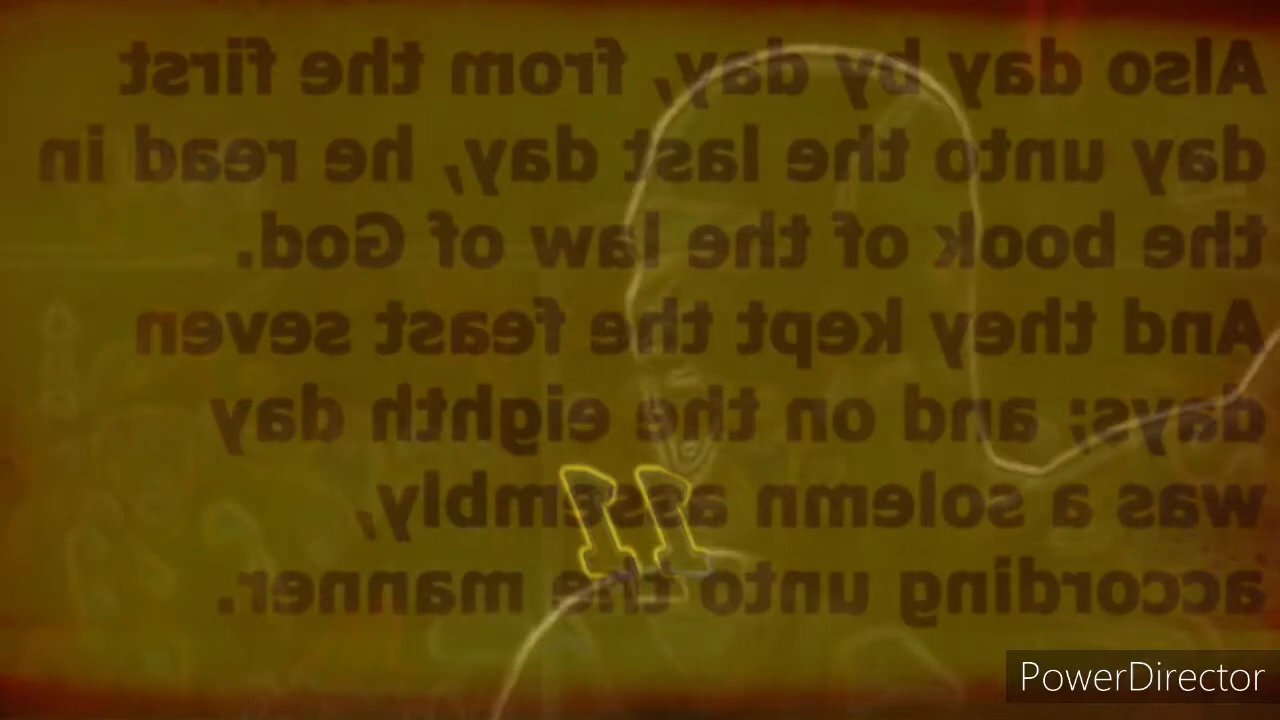 Also day by day, from the first
day unto the last day, he read in
the book of the law of God.
And they kept the feast seven
days; and on the eighth day
was a solemn assembly,
according unto the manner.
11
PowerDirector